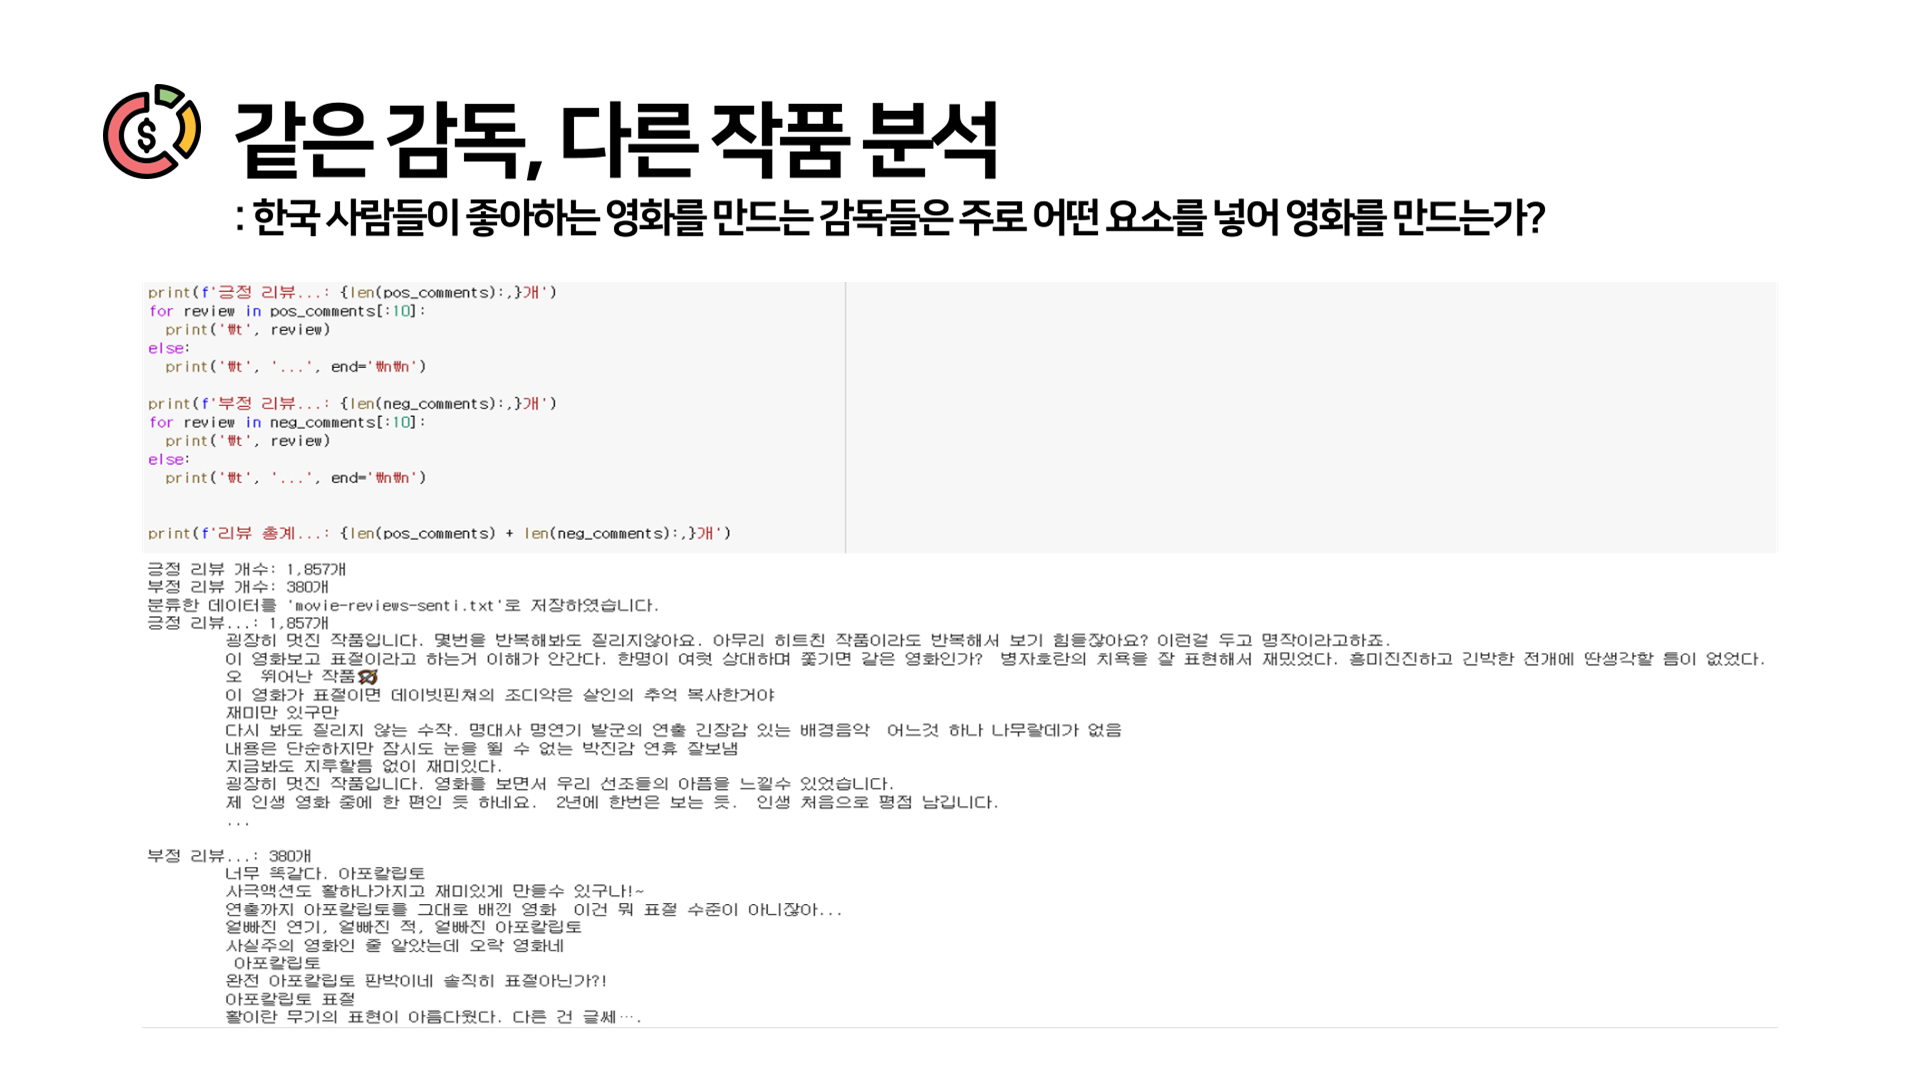 $
같은 감독, 다른 작품 분석
: 한국 사람들이 좋아하는 영화를 만드는 감독들은 주로 어떤 요소를 넣어 영화를 만드는가?
print(f'긍정 리뷰...: {len(pos_comments):,}개')
for review in pos_comments[:10]:
  print('₩t', review)
else:
  print('₩t', '...', end='₩n₩n')
print(f'부정 리뷰...: {len(neg_comments):,}개')
for review in neg_comments[:10]:
  print('₩t', review)
else:
  print('₩t', '...', end='₩n₩n')
print(f'리뷰 총계...: {len(pos_comments) + len(neg_comments):,}개')
긍정 리뷰 개수: 1,857개
부정 리뷰 개수: 380개
분류한 데이터를 'movie-reviews-senti.txt'로 저장하였습니다.
긍정 리뷰...: 1,857개
굉장히 멋진 작품입니다. 몇번을 반복해봐도 질리지않아요. 아무리 히트친 작품이라도 반복해서 보기 힘들잖아요? 이런걸 두고 명작이라고하죠.
이 영화보고 표절이라고 하는거 이해가 안간다. 한명이 여럿 상대하며 쫓기면 같은 영화인가?  병자호란의 치욕을 잘 표현해서 재밌었다. 흥미진진하고 긴박한 전개에 딴생각할 틈이 없었다.
오  뛰어난 작품
이 영화가 표절이면 데이빗핀쳐의 조디악은 살인의 추억 복사한거야
재미만 있구만
다시 봐도 질리지 않는 수작. 명대사 명연기 발군의 연출 긴장감 있는 배경음악  어느것 하나 나무랄데가 없음
내용은 단순하지만 잠시도 눈을 뗄 수 없는 박진감 연휴 잘보냄
지금봐도 지루할틈 없이 재미있다.
굉장히 멋진 작품입니다. 영화를 보면서 우리 선조들의 아픔을 느낄수 있었습니다.
제 인생 영화 중에 한 편인 듯 하네요.  2년에 한번은 보는 듯.  인생 처음으로 평점 남깁니다.
...
부정 리뷰...: 380개
너무 똑같다. 아포칼립토
사극액션도 활하나가지고 재미있게 만들수 있구나!~
연출까지 아포칼립토를 그대로 배낀 영화  이건 뭐 표절 수준이 아니잖아...
얼빠진 연기, 얼빠진 적, 얼빠진 아포칼립토
사실주의 영화인 줄 알았는데 오락 영화네
아포칼립토
완전 아포칼립토 판박이네 솔직히 표절아닌가?!
아포칼립토 표절
활이란 무기의 표현이 아름다웠다. 다른 건 글쎄….